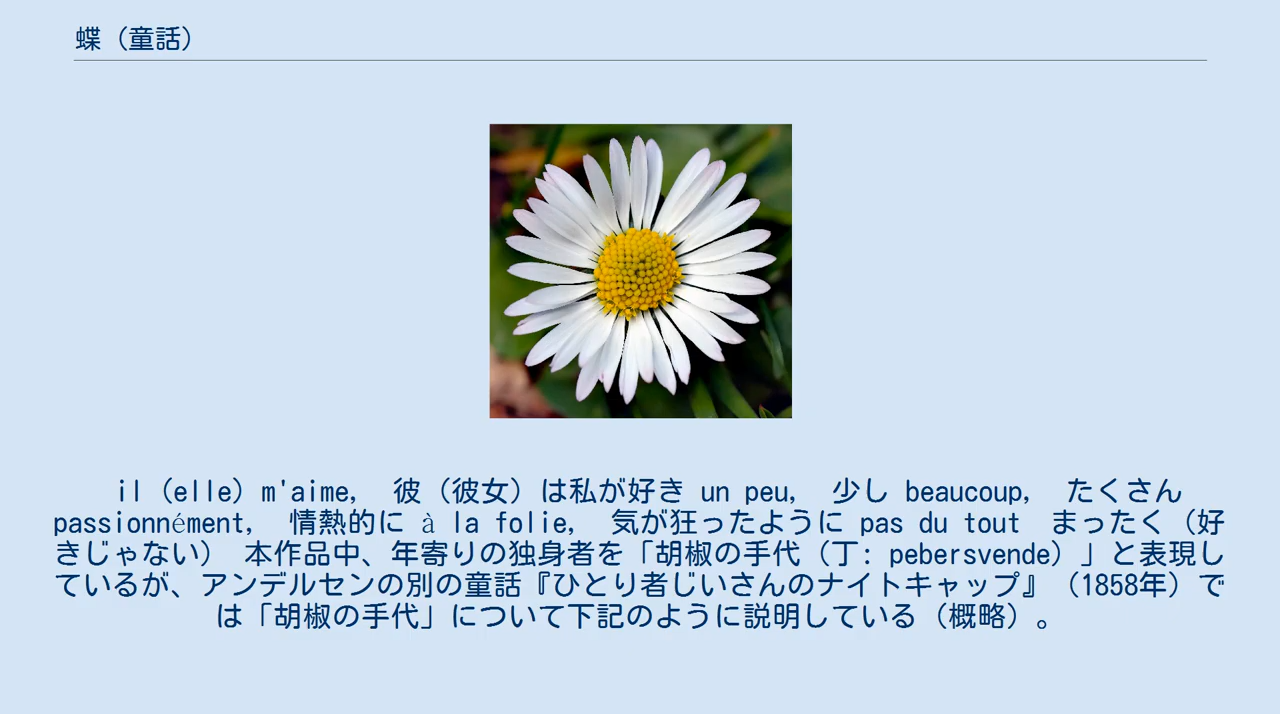 蝶（童話）
il（elle）m'aime,　彼（彼女）は私が好き un peu,　少し beaucoup,　たくさん
passionnément,　情熱的に à la folie,　気が狂ったように pas du tout　まったく（好
きじゃない）　本作品中、年寄りの独身者を「胡椒の手代（丁: pebersvende）」と表現し
ているが、アンデルセンの別の童話『ひとり者じいさんのナイトキャップ』（1858年）で
は「胡椒の手代」について下記のように説明している（概略）。